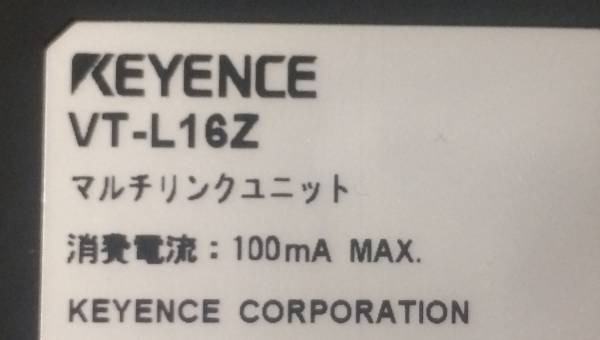 KEYENCE
VT-L16Z
マルチリンクユニット
消費電流：100mA MAX.
KEYENCE CORPORATION